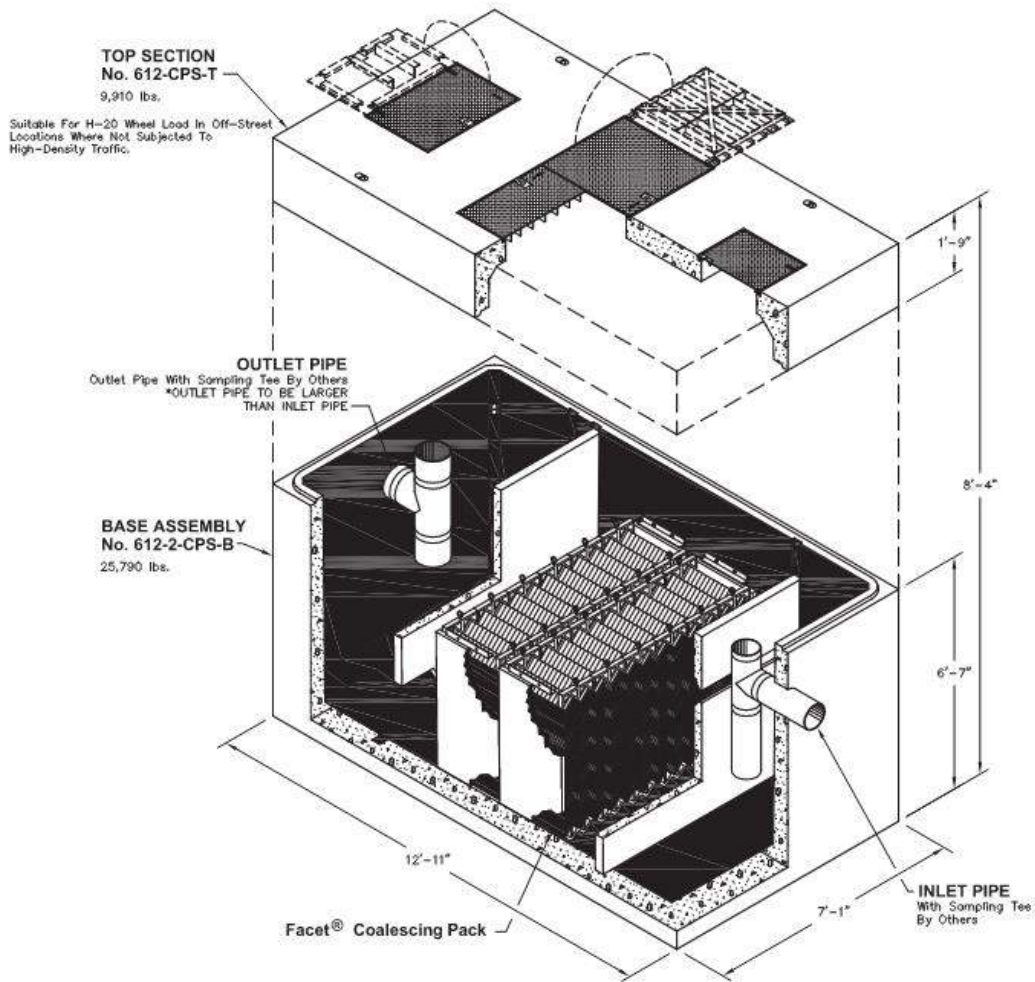 TOP SECTION
No. 612-CPS-T
9,910 lbs.
Suitable For H-20 Wheel Load In Off-Street
Locations Where Not Subjected To
High-Density Traffic.
1'-9"
OUTLET PIPE
Outlet Pipe With Sampling Tee By Others
*OUTLET PIPE TO BE LARGER
THAN INLET PIPE
8'-4"
BASE ASSEMBLY
No. 612-2-CPS-B
25,790 lbs.
6'-7"
12'-11"
7'-1"
INLET PIPE
With Sampling Tee
By Others
Facet® Coalescing Pack